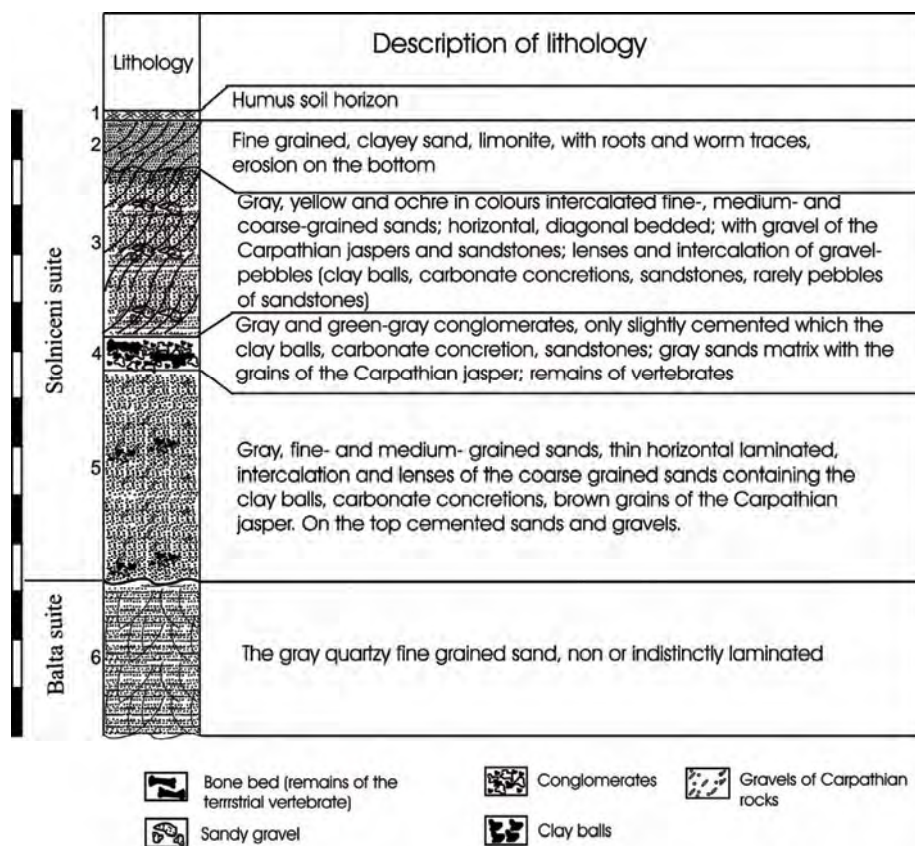 Lithology
Description of lithology
1
Humus soil horizon
2
Fine grained, clayey sand, limonite, with roots and worm traces,
erosion on the bottom
3
Gray, yellow and ochre in colours intercalated fine-, medium- and
coarse-grained sands; horizontal, diagonal bedded; with gravel of the
Carpathian jaspers and sandstones; lenses and intercalation of gravel-
pebbles (clay balls, carbonate concretions, sandstones, rarely pebbles
of sandstones)
4
Gray and green-gray conglomerates, only slightly cemented which the
clay balls, carbonate concretion, sandstones; gray sands matrix with the
grains of the Carpathian jasper; remains of vertebrates
5
Gray, fine- and medium- grained sands, thin horizontal laminated,
intercalation and lenses of the coarse grained sands containing the
clay balls, carbonate concretions, brown grains of the Carpathian
jasper. On the top cemented sands and gravels.
Stolniceni suite
6
The gray quartzy fine grained sand, non or indistinctly laminated
Balta suite
Bone bed (remains of the
terrrstrial vertebrate)
Sandy gravel
Conglomerates
Clay balls
Gravels of Carpathian
rocks